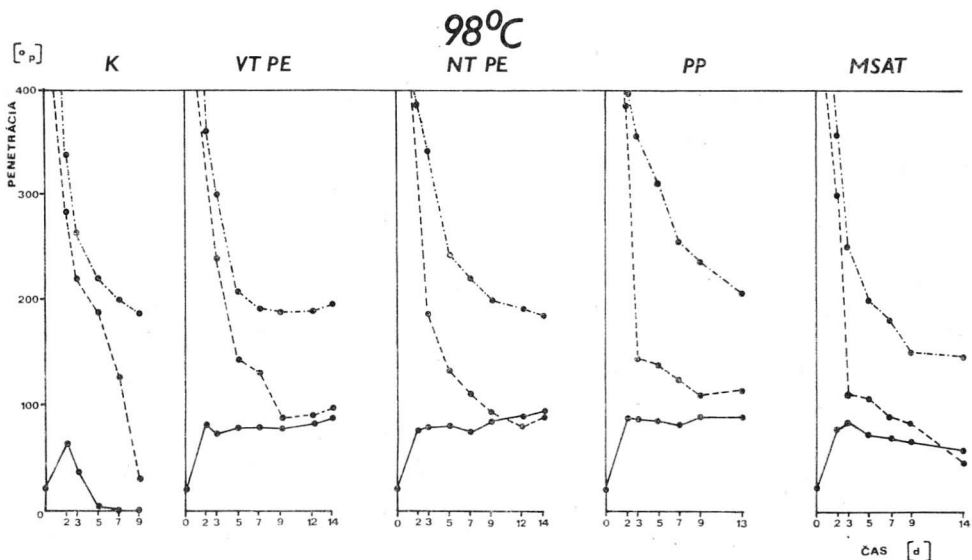 98°C
[°p]
K VT PE NT PE PP MSAT
PENETRÁCIA
400
300
200
100
0
0 2 3 5 7 9
0 2 3 5 7 9 12 14
0 2 3 5 7 9 12 14
0 2 3 5 7 9 13
0 2 3 5 7 9 14
ČAS [d]